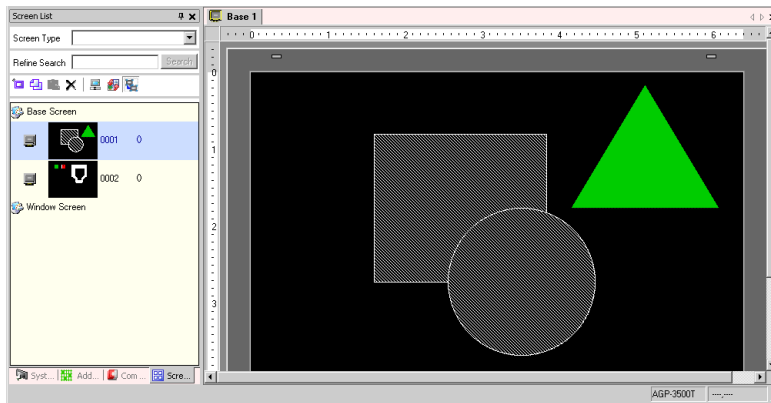 Screen List
Screen Type
Refine Search Search
Base Screen
0001 0
0002 0
Window Screen
Syst... Add... Com... Scre...
Base 1
0 1 2 3 4 5 6
0
1
2
3
AGP-3500T ----,----